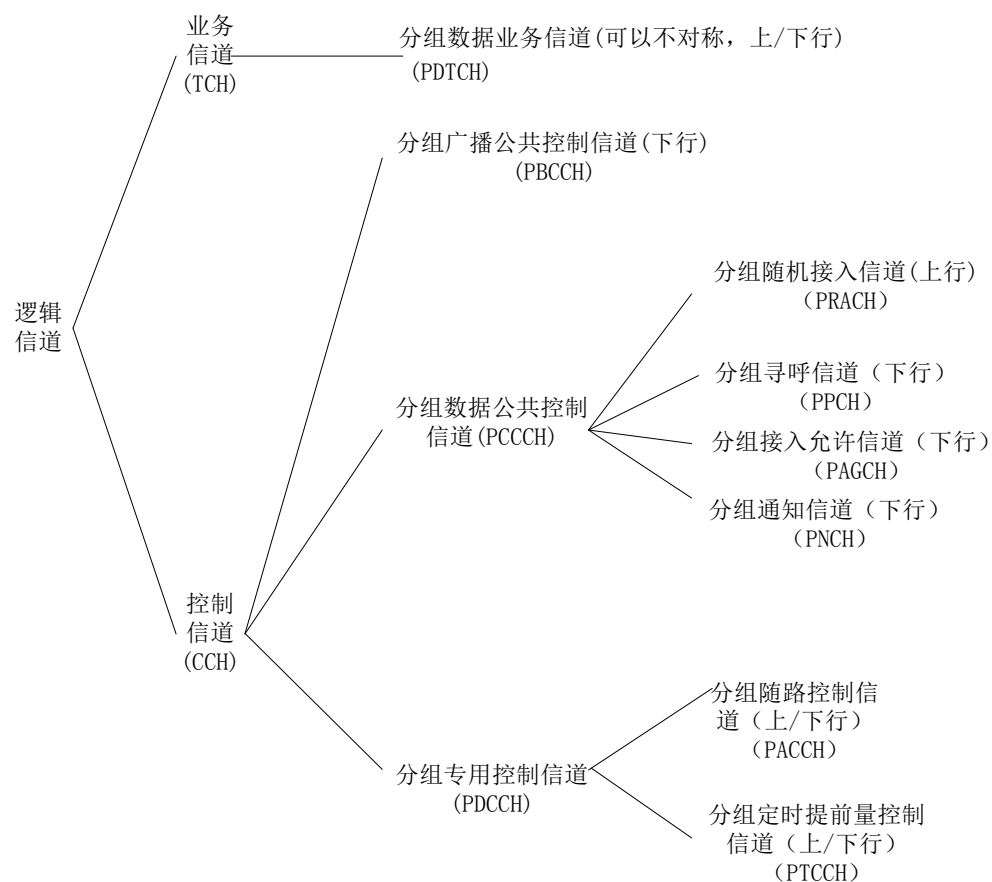 业务
信道
(TCH)
分组数据业务信道(可以不对称，上/下行)
(PDTCH)
分组广播公共控制信道(下行)
(PBCCH)
逻辑
信道
分组数据公共控制
信道(PCCCH)
分组随机接入信道(上行)
（PRACH）
分组寻呼信道（下行）
（PPCH）
分组接入允许信道（下行）
（PAGCH）
分组通知信道（下行）
（PNCH）
控制
信道
(CCH)
分组专用控制信道
(PDCCH)
分组随路控制信
道（上/下行）
（PACCH）
分组定时提前量控制
信道（上/下行）
（PTCCH）